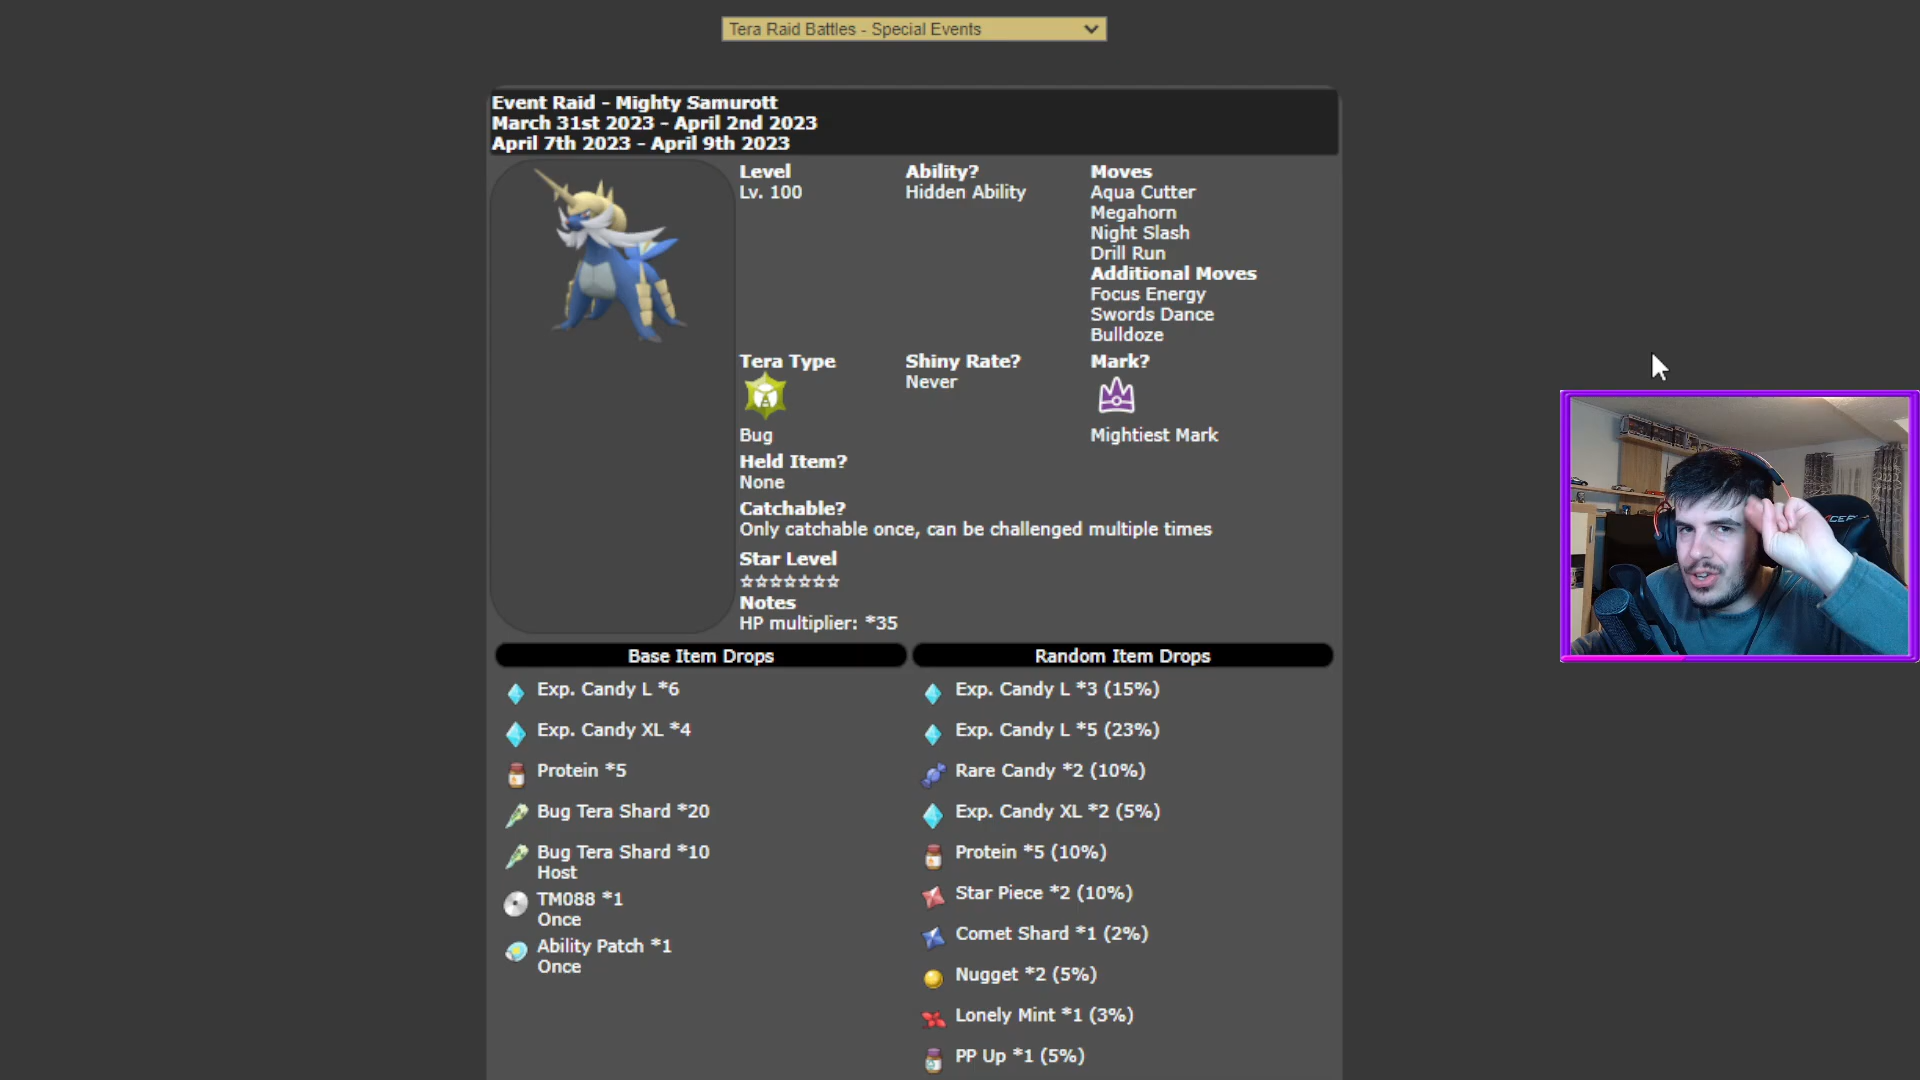 Tera Raid Battles - Special Events
Event Raid - Mighty Samurott
March 31st 2023 - April 2nd 2023
April 7th 2023 - April 9th 2023
Level
Lv. 100
Ability?
Hidden Ability
Moves
Aqua Cutter
Megahorn
Night Slash
Drill Run
Additional Moves
Focus Energy
Swords Dance
Bulldoze
Tera Type
Bug
Shiny Rate?
Never
Mark?
Mightiest Mark
Held Item?
None
Catchable?
Only catchable once, can be challenged multiple times
Star Level
☆☆☆☆☆☆☆
Notes
HP multiplier: *35
Base Item Drops
Exp. Candy L *6
Exp. Candy XL *4
Protein *5
Bug Tera Shard *20
Bug Tera Shard *10
Host
TM088 *1
Once
Ability Patch *1
Once
Random Item Drops
Exp. Candy L *3 (15%)
Exp. Candy L *5 (23%)
Rare Candy *2 (10%)
Exp. Candy XL *2 (5%)
Protein *5 (10%)
Star Piece *2 (10%)
Comet Shard *1 (2%)
Nugget *2 (5%)
Lonely Mint *1 (3%)
PP Up *1 (5%)